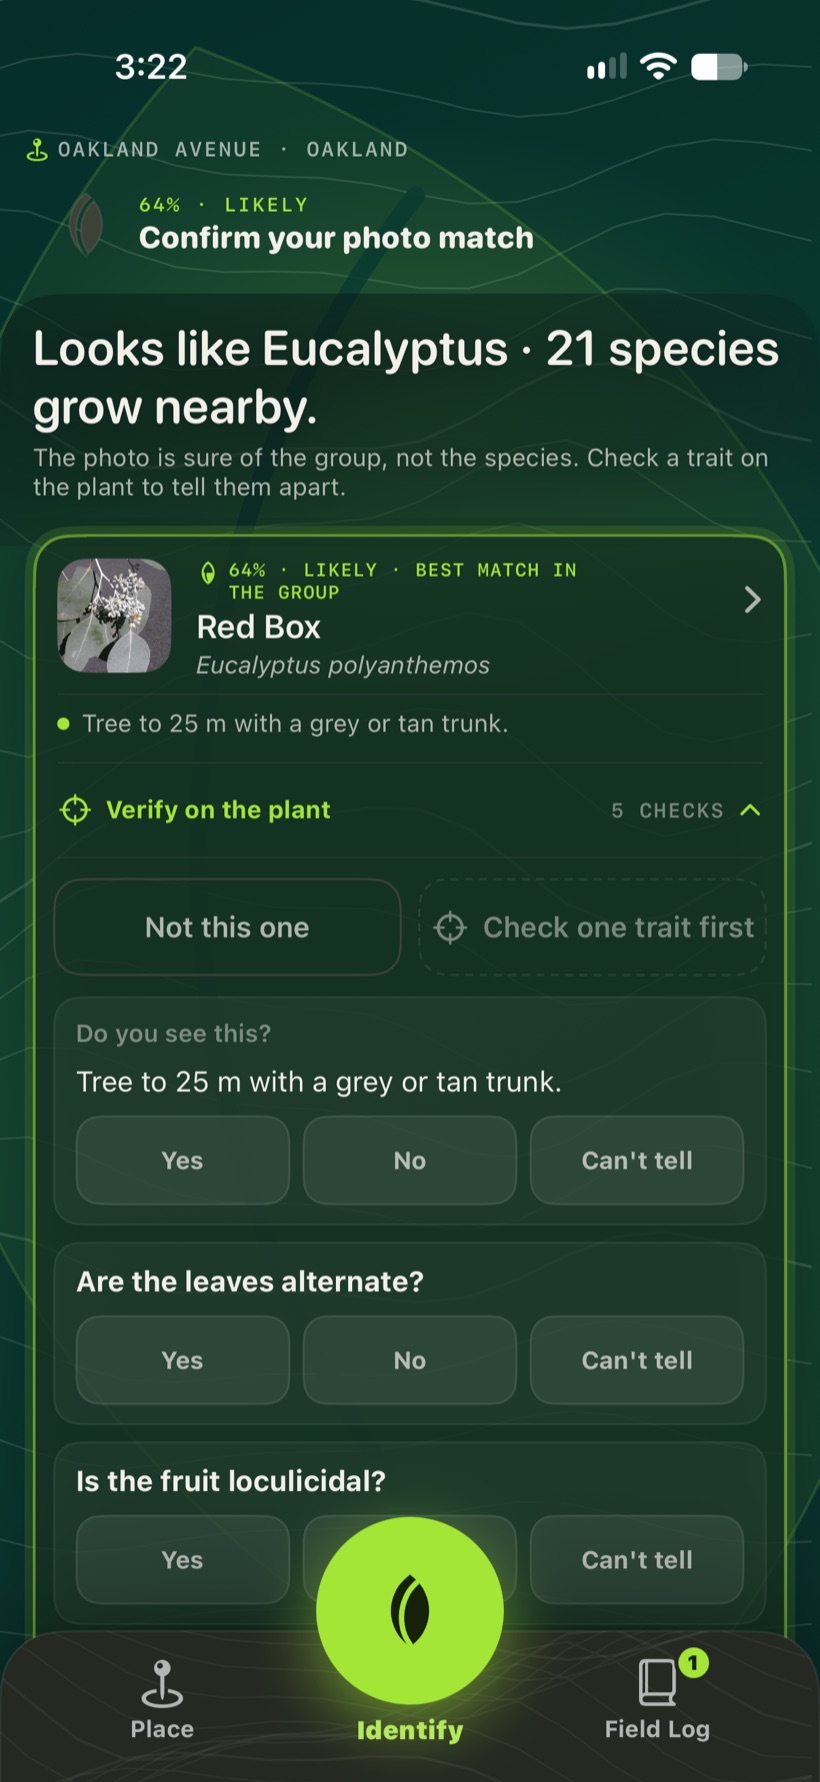 3:22
OAKLAND AVENUE · OAKLAND
64% · LIKELY
Confirm your photo match
Looks like Eucalyptus · 21 species
grow nearby.
The photo is sure of the group, not the species. Check a trait on
the plant to tell them apart.
64% · LIKELY · BEST MATCH IN
THE GROUP
Red Box
Eucalyptus polyanthemos
Tree to 25 m with a grey or tan trunk.
Verify on the plant 5 CHECKS
Not this one Check one trait first
Do you see this?
Tree to 25 m with a grey or tan trunk.
Yes No Can't tell
Are the leaves alternate?
Yes No Can't tell
Is the fruit loculicidal?
Yes Can't tell
1
Place Identify Field Log